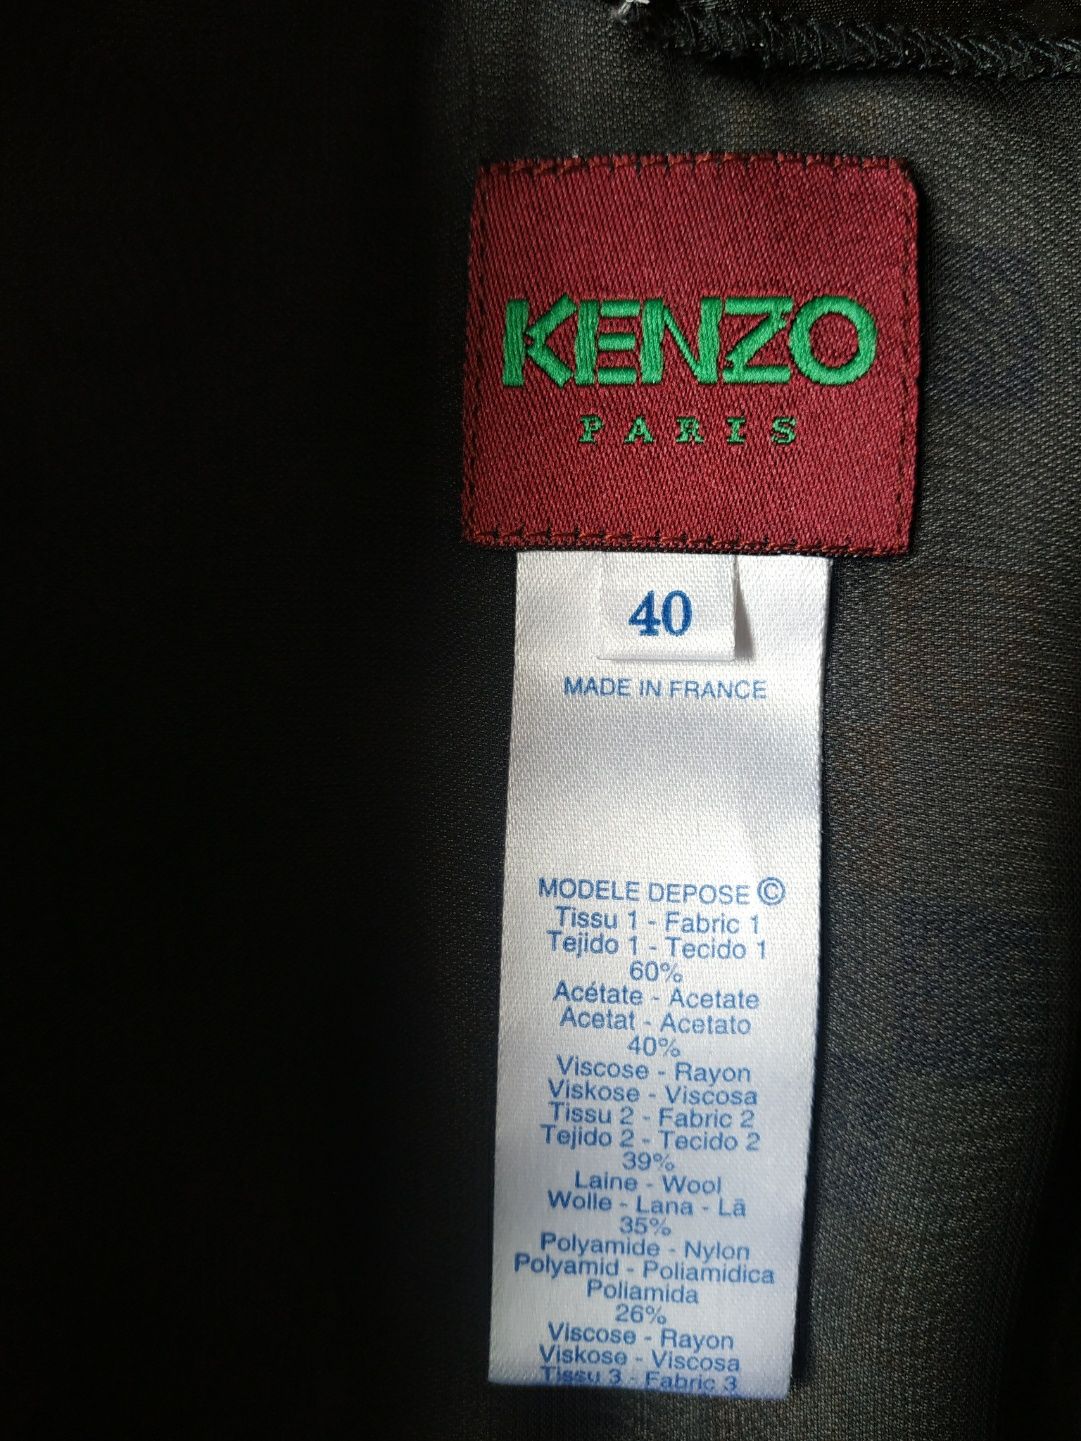 KENZO
PARIS
40
MADE IN FRANCE
MODELE DEPOSE ©
Tissu 1 - Fabric 1
Tejido 1 - Tecido 1
60%
Acétate - Acetate
Acetat - Acetato
40%
Viscose - Rayon
Viskose - Viscosa
Tissu 2 - Fabric 2
Tejido 2 - Tecido 2
39%
Laine - Wool
Wolle - Lana - Lã
35%
Polyamide - Nylon
Polyamid - Poliamidica
Poliamida
26%
Viscose - Rayon
Viskose - Viscosa
Tissu 3 - Fabric 3